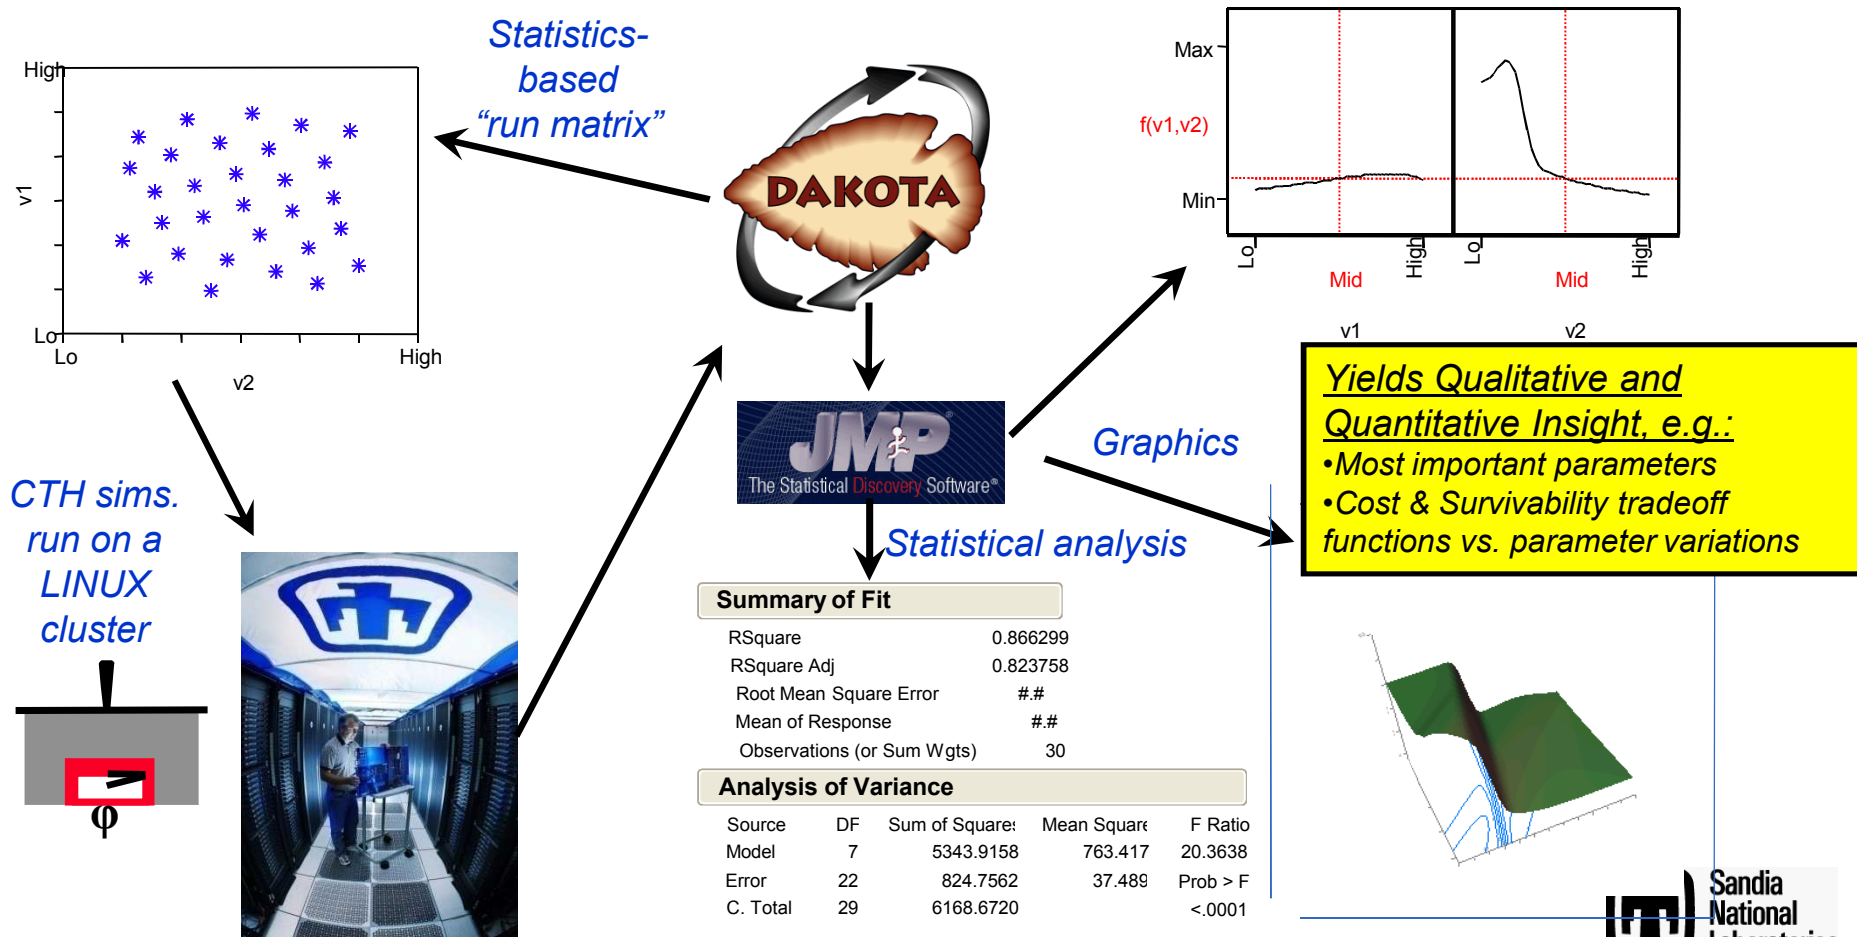 Statistics-
based
“run matrix”
High
v1
Lo
Lo
High
v2
DAKOTA
Max
f(v1,v2)
Min
Lo
High
Lo
High
Mid
Mid
v1
v2
Yields Qualitative and
Quantitative Insight, e.g.:
•Most important parameters
•Cost & Survivability tradeoff
functions vs. parameter variations
JMP®
The Statistical Discovery Software®
Graphics
Statistical analysis
CTH sims.
run on a
LINUX
cluster
φ
Summary of Fit
RSquare 0.866299
RSquare Adj 0.823758
Root Mean Square Error #.#
Mean of Response #.#
Observations (or Sum Wgts) 30
Analysis of Variance
Source DF Sum of Squares Mean Square F Ratio
Model 7 5343.9158 763.417 20.3638
Error 22 824.7562 37.489 Prob > F
C. Total 29 6168.6720 <.0001
Sandia
National
Laboratories